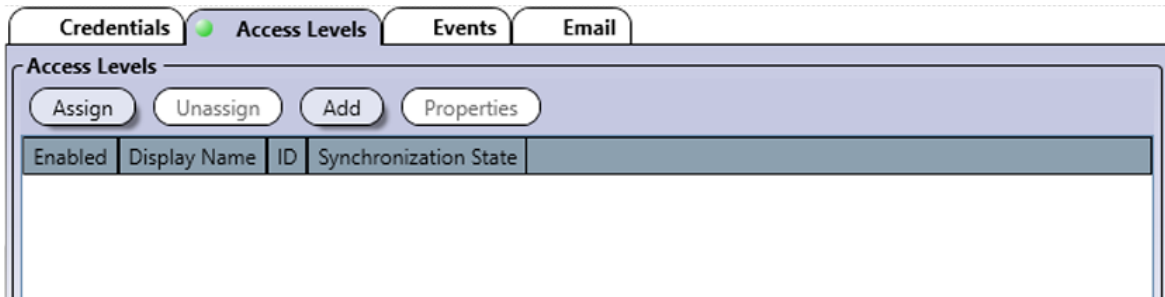 Credentials Access Levels Events Email
Access Levels
Assign Unassign Add Properties
Enabled Display Name ID Synchronization State